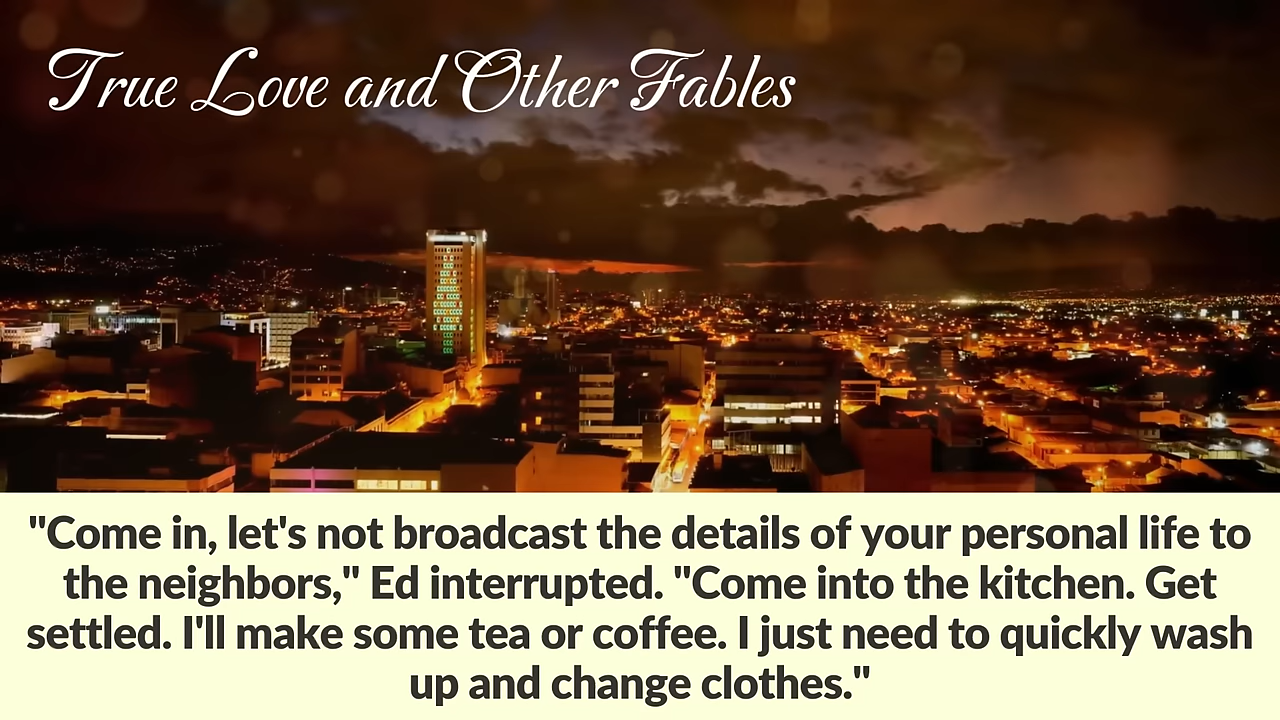 True Love and Other Fables
"Come in, let's not broadcast the details of your personal life to
the neighbors," Ed interrupted. "Come into the kitchen. Get
settled. I'll make some tea or coffee. I just need to quickly wash
up and change clothes."